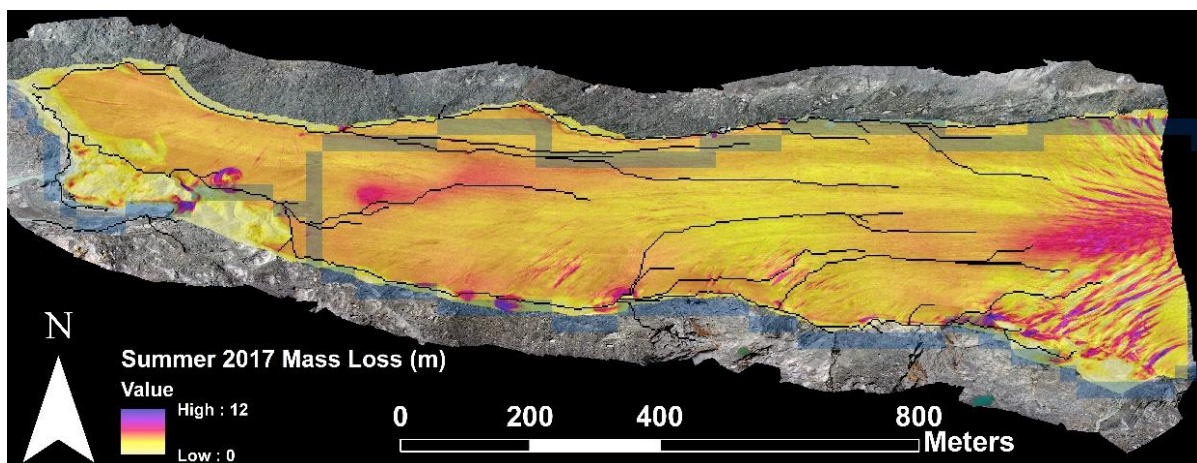 N
Summer 2017 Mass Loss (m)
Value
High : 12
Low : 0
0 200 400 800
Meters